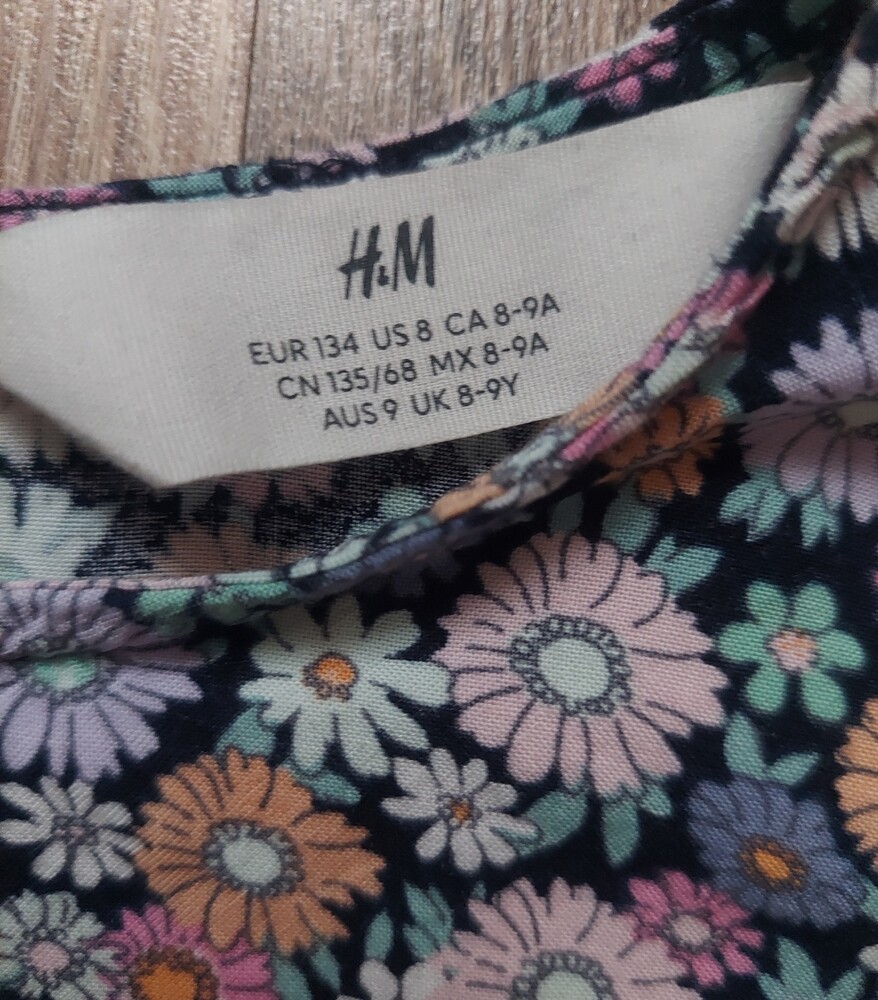 H&M
EUR 134 US 8 CA 8-9A
CN 135/68 MX 8-9A
AUS 9 UK 8-9Y